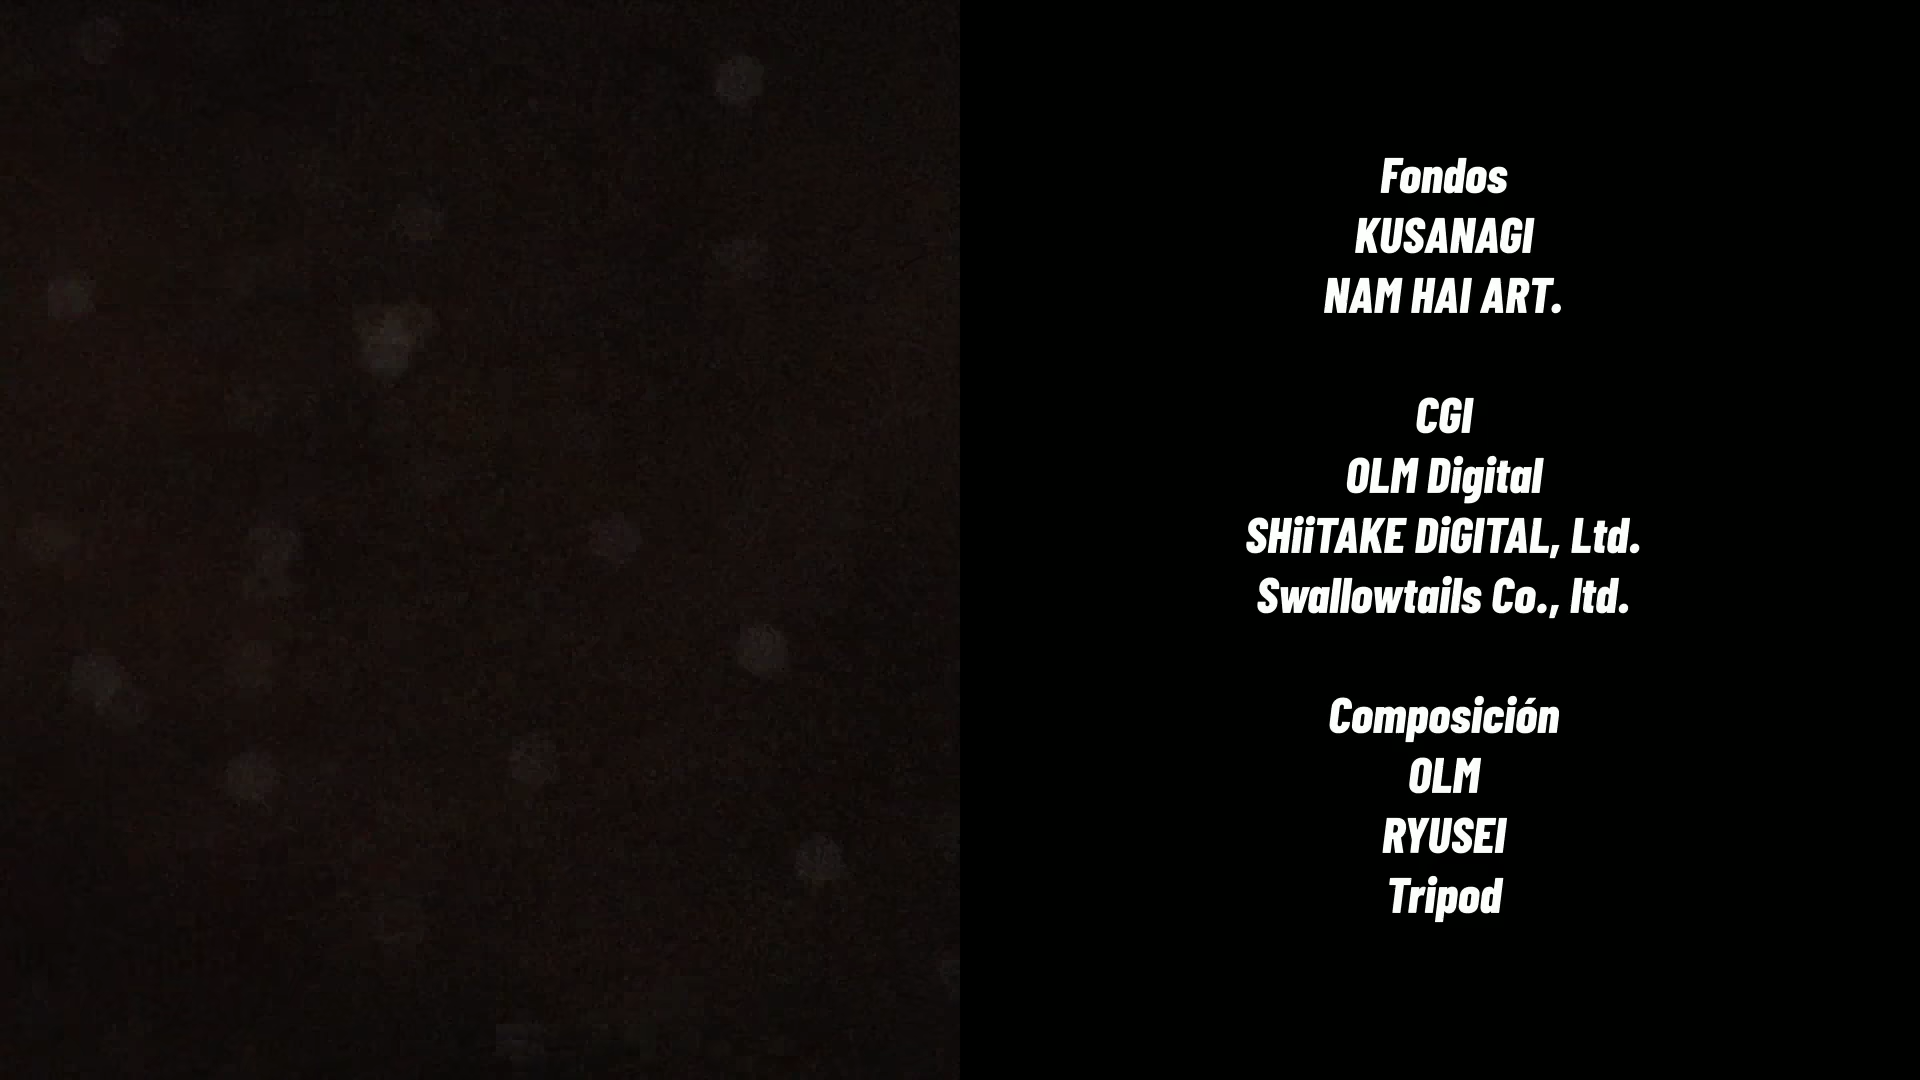 Fondos
KUSANAGI
NAM HAI ART.
CGI
OLM Digital
SHiiTAKE DiGITAL, Ltd.
Swallowtails Co., ltd.
Composición
OLM
RYUSEI
Tripod